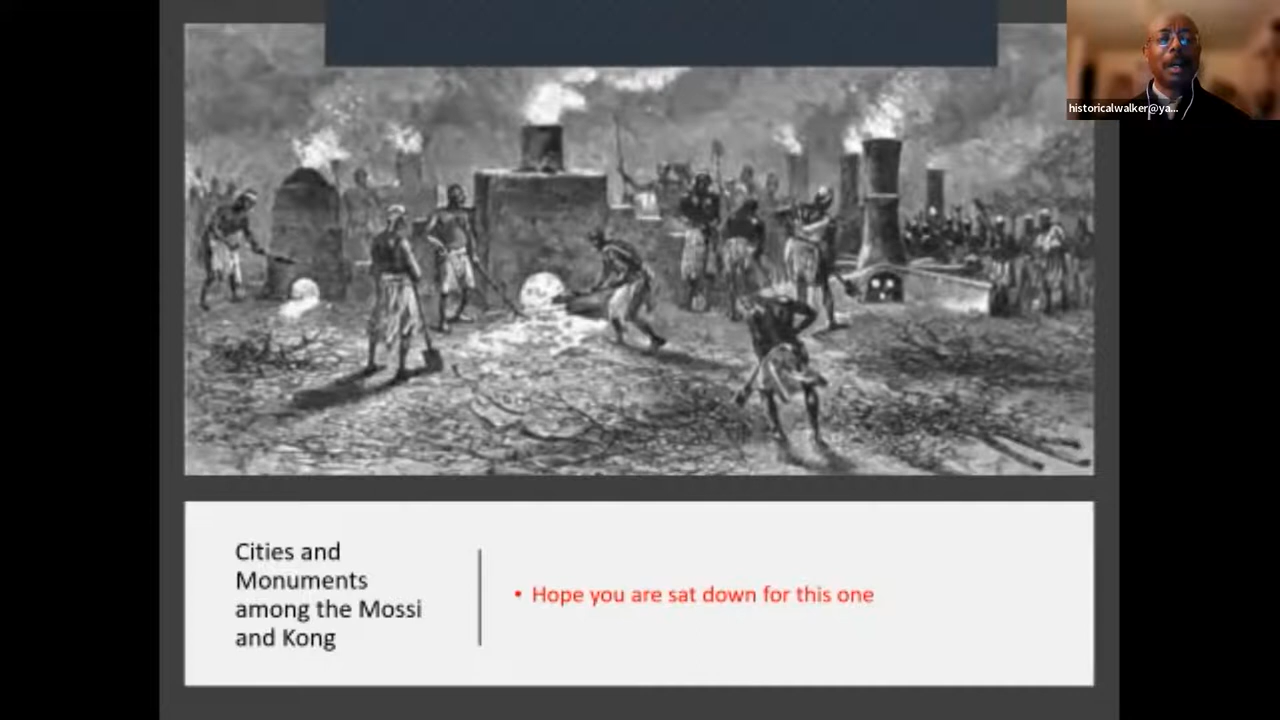 historicalwalker@ya...
Cities and
Monuments
among the Mossi
and Kong
• Hope you are sat down for this one